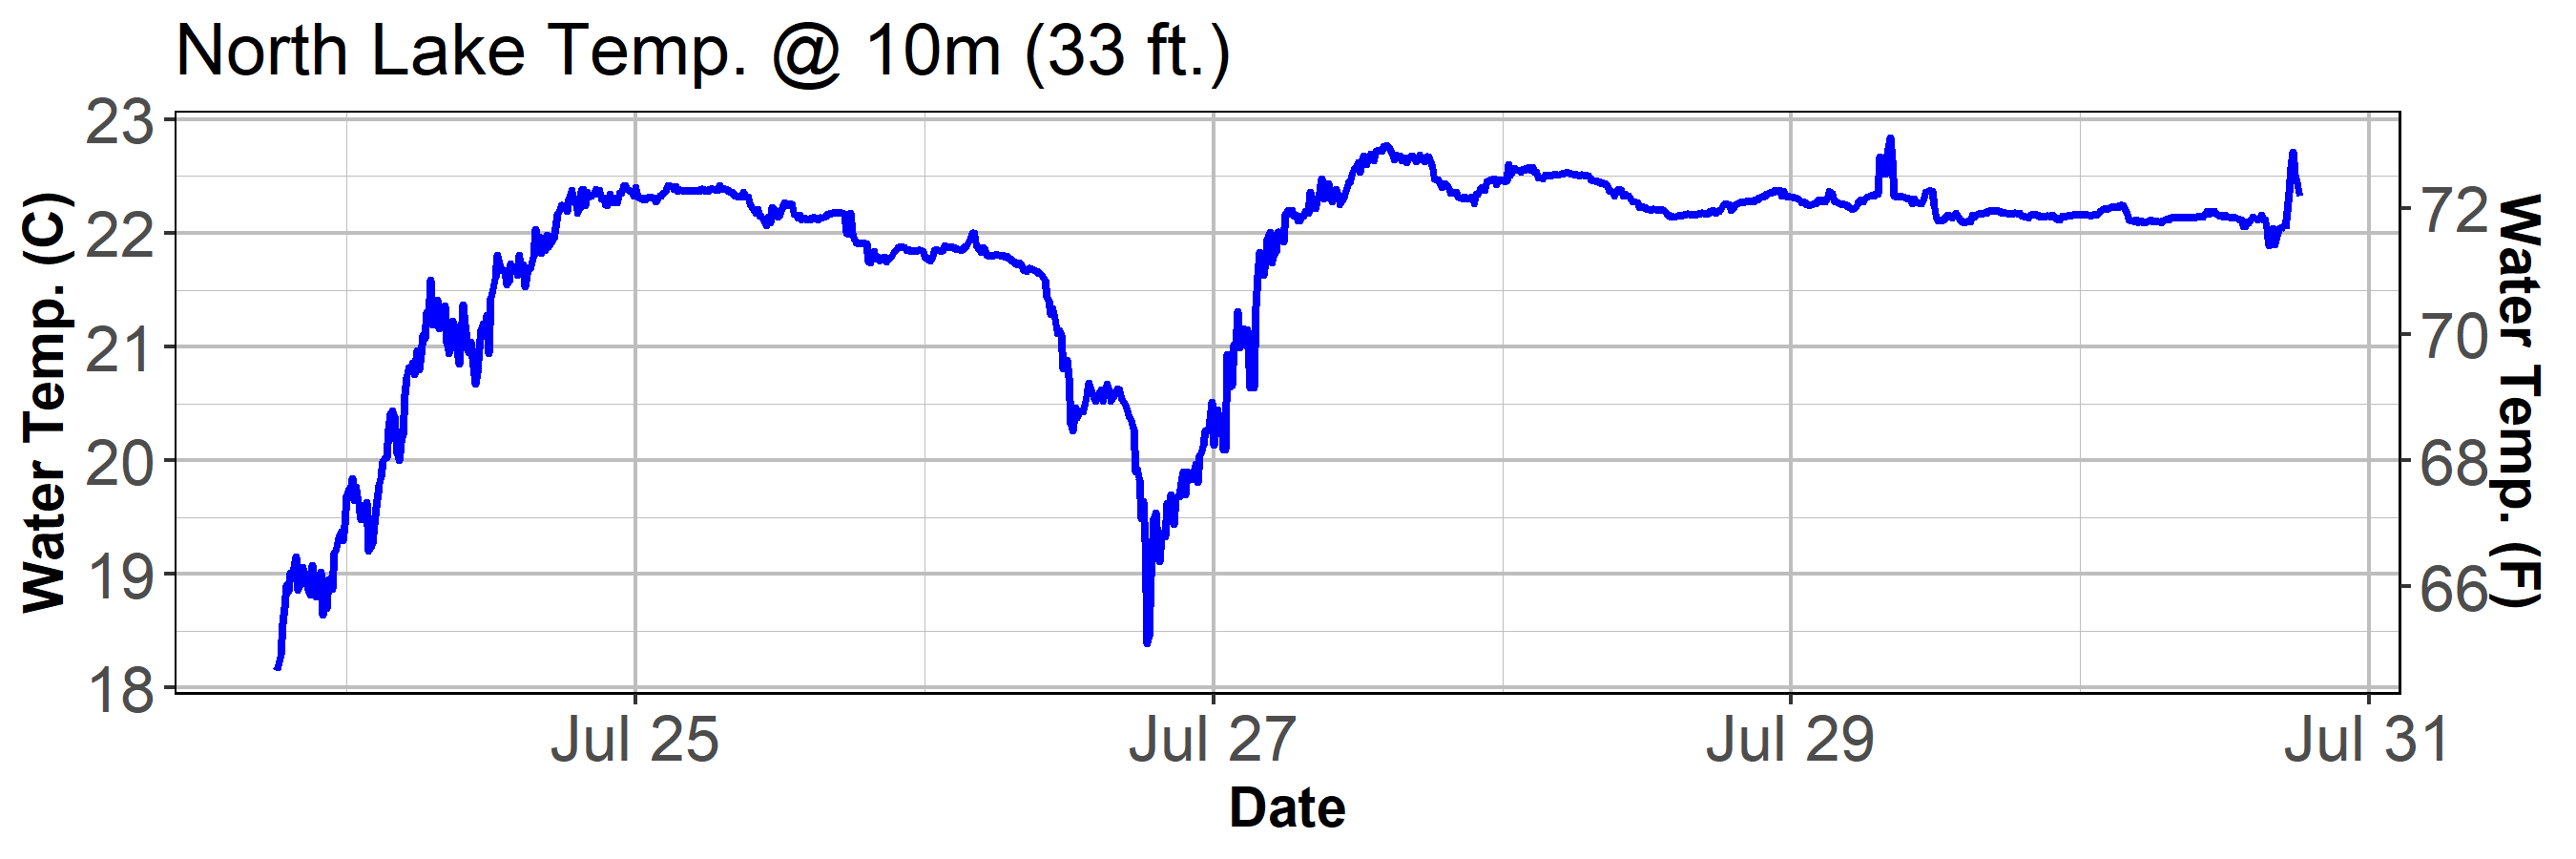 North Lake Temp. @ 10m (33 ft.)
Water Temp. (C)
23
22
21
20
19
18
72
70
68
66
Water Temp. (F)
Jul 25 Jul 27 Jul 29 Jul 31
Date